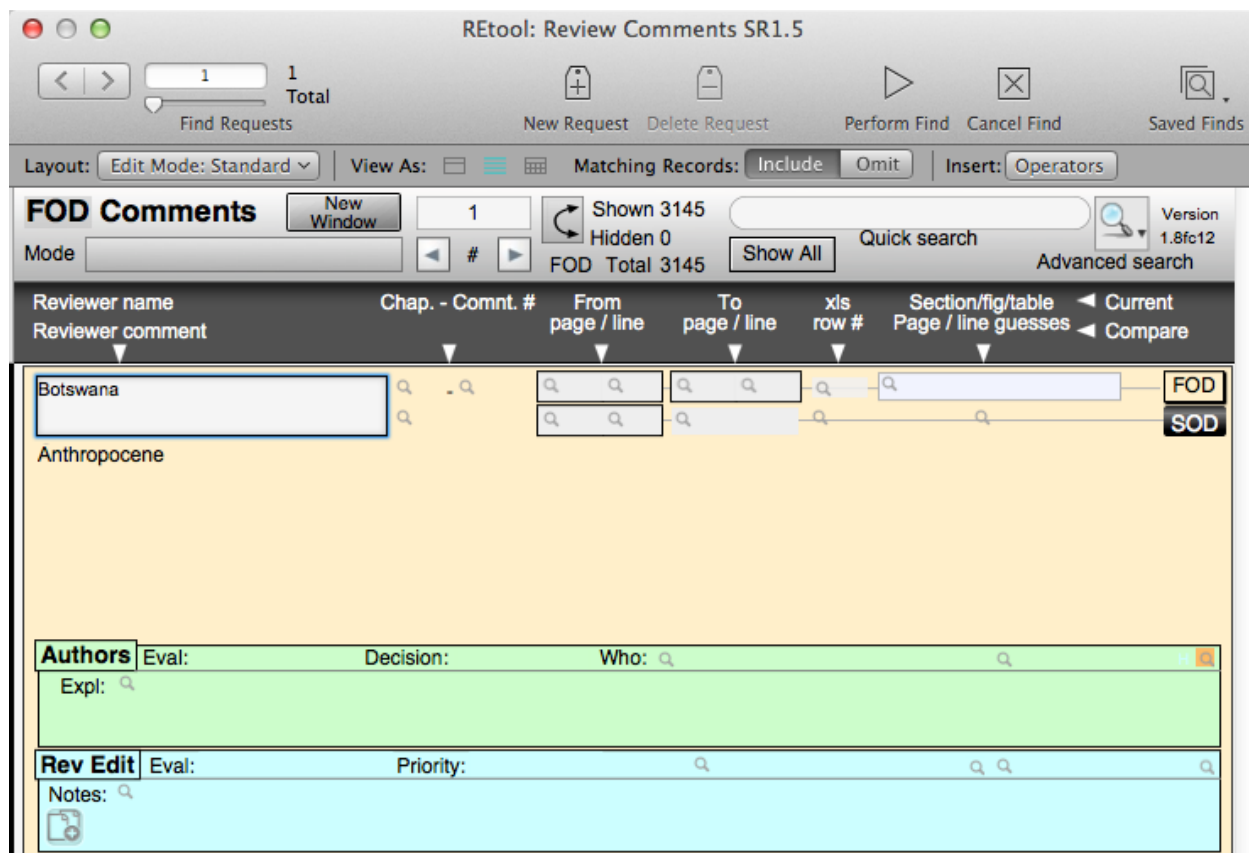 REtool: Review Comments SR1.5
1
1
Total
Find Requests
New Request
Delete Request
Perform Find
Cancel Find
Saved Finds
Layout: Edit Mode: Standard
View As:
Matching Records: Include Omit
Insert: Operators
FOD Comments
New
Window
1
Shown 3145
Hidden 0
FOD Total 3145
Show All
Quick search
Version
1.8fc12
Advanced search
Mode
#
Reviewer name
Reviewer comment
Chap. - Comnt. #
From
page / line
To
page / line
xls
row #
Section/fig/table
Page / line guesses
Current
Compare
Botswana
-
FOD
SOD
Anthropocene
Authors Eval: Decision: Who:
Expl:
Rev Edit Eval: Priority:
Notes: